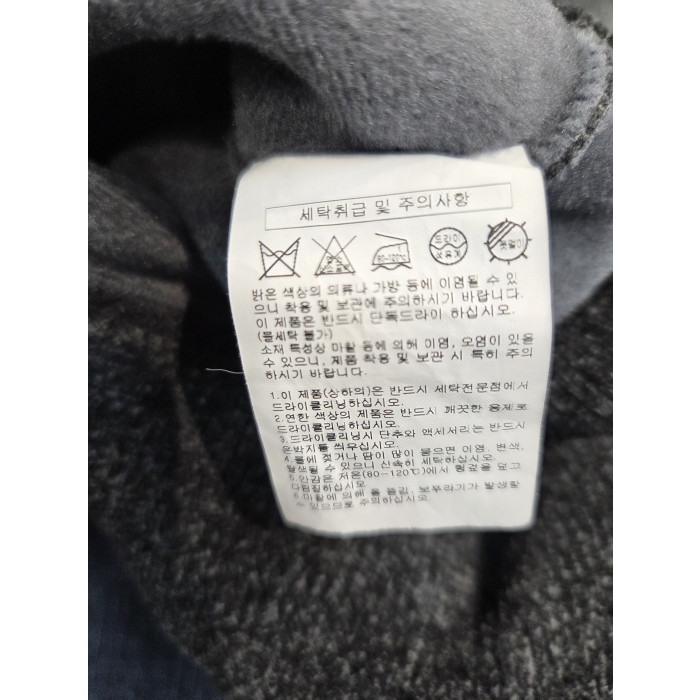 세탁취급 및 주의사항
80-120℃
드라이
옷걸이
밝은 색상의 의류나 가방 등에 이염될 수 있
으니 착용 및 보관에 주의하시기 바랍니다.
이 제품은 반드시 단독드라이 하십시오.
(물세탁 불가)
소재 특성상 마찰 등에 의해 이염, 오염이 있을
수 있으니, 제품 착용 및 보관 시 특히 주의
하시기 바랍니다.
1.이 제품(상하의)은 반드시 세탁전문점에서
드라이클리닝하십시오.
2.연한 색상의 제품은 반드시 깨끗한 용제로
드라이클리닝하십시오.
3.드라이클리닝시 단추와 액세서리는 반드시
은박지를 씌우십시오.
4.물에 젖거나 땀이 많이 묻으면 이염, 변색,
탈색될 수 있으니 신속히 세탁하십시오.
5.안감은 저온(80-120℃)에서 헝겊을 덮고
다림질하십시오.
6.마찰에 의해 올 뜯김, 보푸라기가 발생할
수 있으므로 주의하십시오.